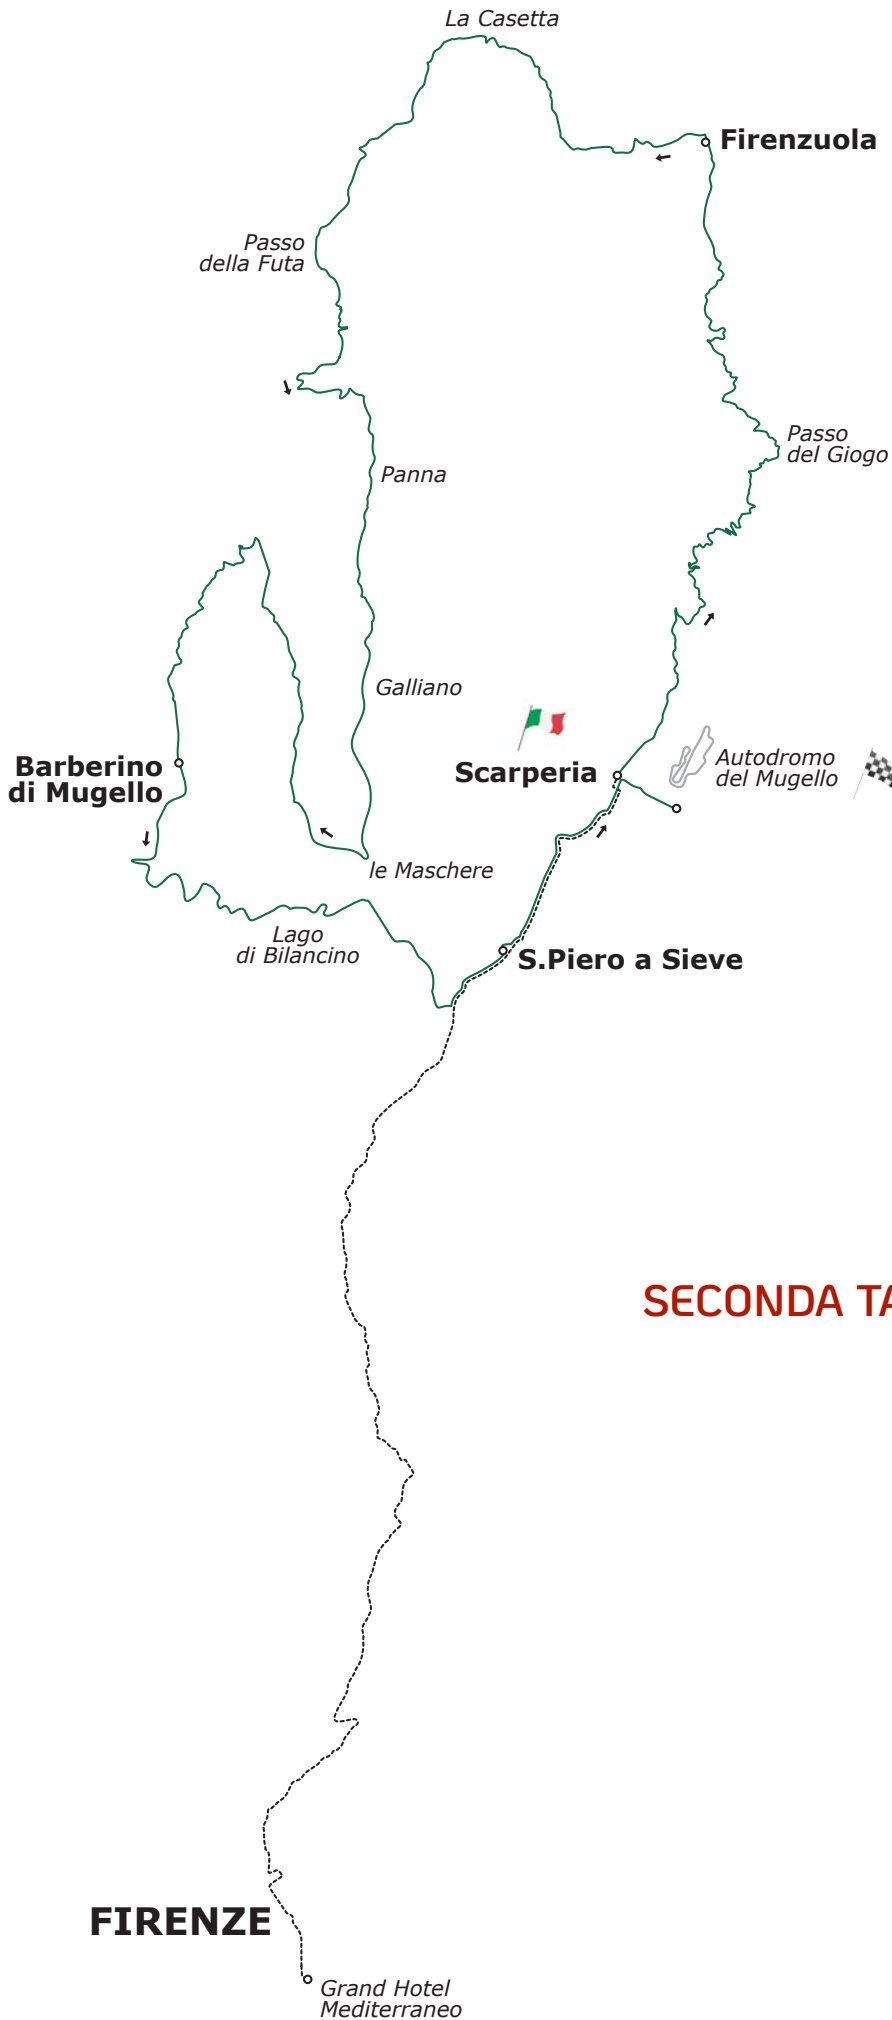 La Casetta
Firenzuola
Passo
della Futa
Passo
del Giogo
Panna
Galliano
Scarperia
Autodromo
del Mugello
Barberino
di Mugello
le Maschere
Lago
di Bilancino
S.Piero a Sieve
SECONDA TA
FIRENZE
Grand Hotel
Mediterraneo